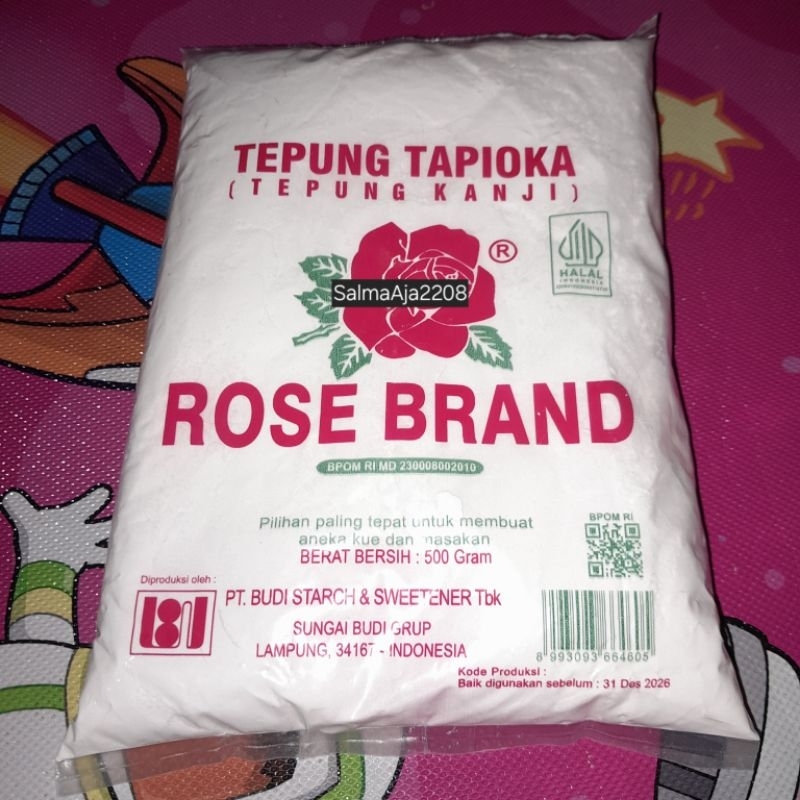 TEPUNG TAPIOKA
(TEPUNG KANJI)
®
HALAL
INDONESIA
SalmaAja2208
ROSE BRAND
BPOM RI MD 230008002010
Pilihan paling tepat untuk membuat
aneka kue dan masakan
BERAT BERSIH : 500 Gram
BPOM RI
Diproduksi oleh :
PT. BUDI STARCH & SWEETENER Tbk
SUNGAI BUDI GRUP
LAMPUNG, 34167 - INDONESIA
8 993093 664605
Kode Produksi :
Baik digunakan sebelum : 31 Des 2026